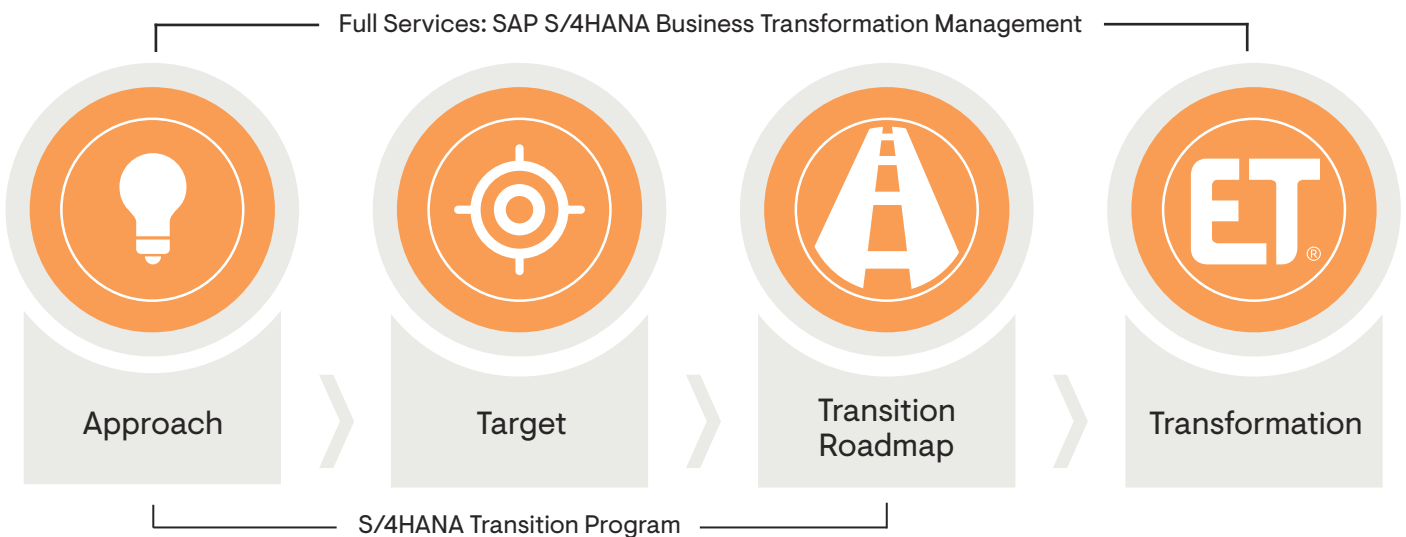 Full Services: SAP S/4HANA Business Transformation Management
ET®
Approach
Target
Transition
Roadmap
Transformation
S/4HANA Transition Program